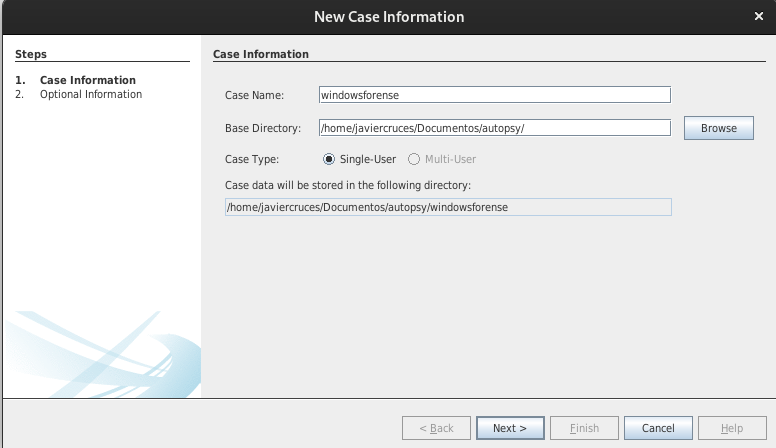 New Case Information
Steps
1. Case Information
2. Optional Information
Case Information
Case Name: windowsforense
Base Directory: /home/javiercruces/Documentos/autopsy/ Browse
Case Type: Single-User Multi-User
Case data will be stored in the following directory:
/home/javiercruces/Documentos/autopsy/windowsforense
< Back Next > Finish Cancel Help